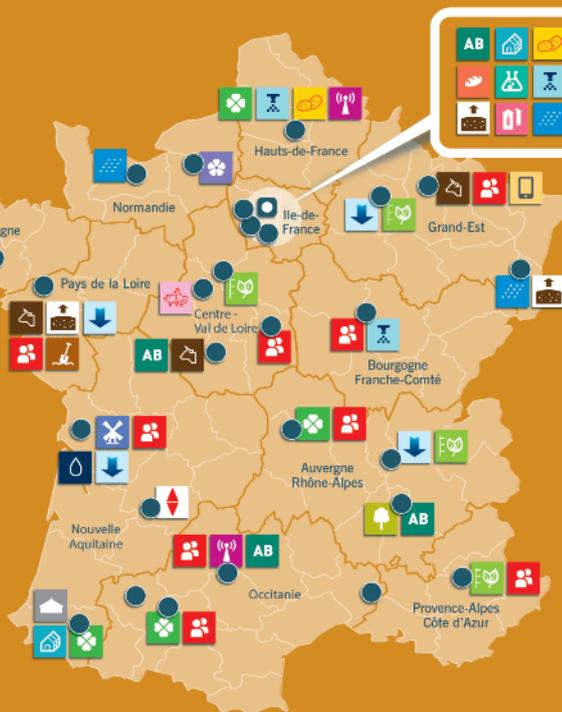 AB
Hauts-de-France
Normandie
Ile-de-
France
Grand-Est
gne
Pays de la Loire
Centre -
Val de Loire
AB
Bourgogne
Franche-Comté
Auvergne
Rhône-Alpes
AB
Nouvelle
Aquitaine
AB
Occitanie
Provence-Alpes
Côte d'Azur